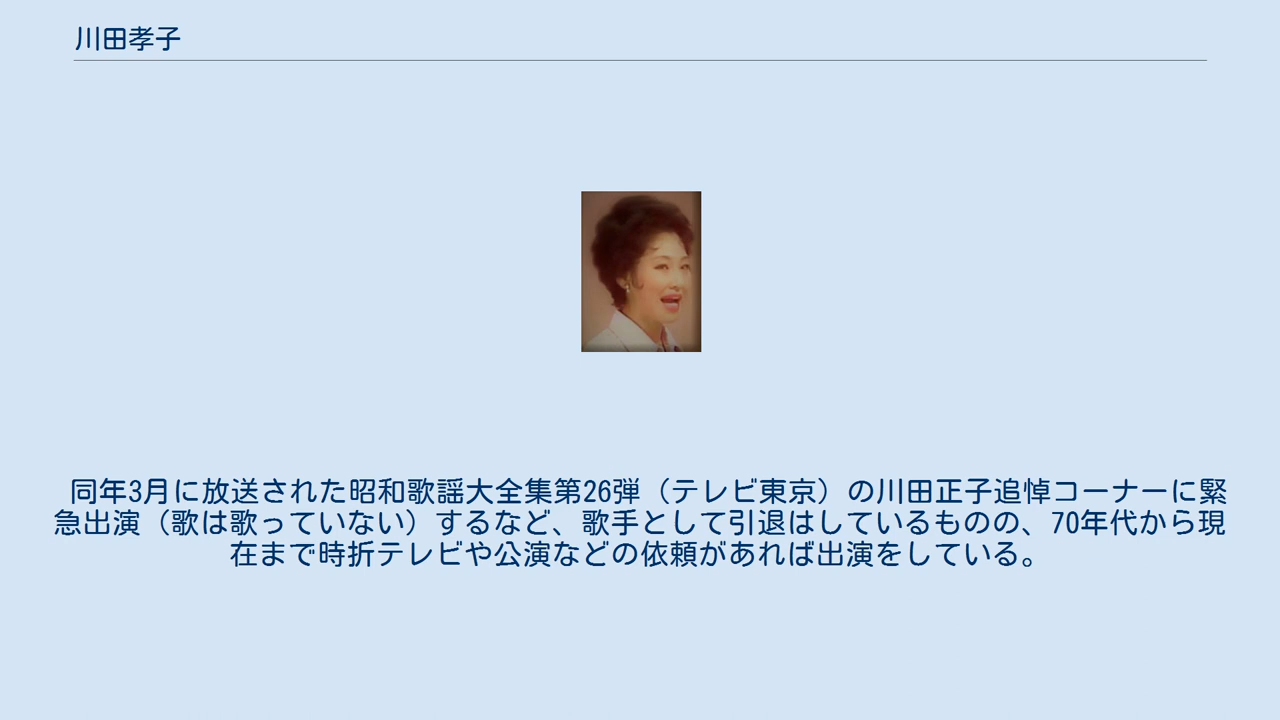 川田孝子
同年3月に放送された昭和歌謡大全集第26弾（テレビ東京）の川田正子追悼コーナーに緊
急出演（歌は歌っていない）するなど、歌手として引退はしているものの、70年代から現
在まで時折テレビや公演などの依頼があれば出演をしている。